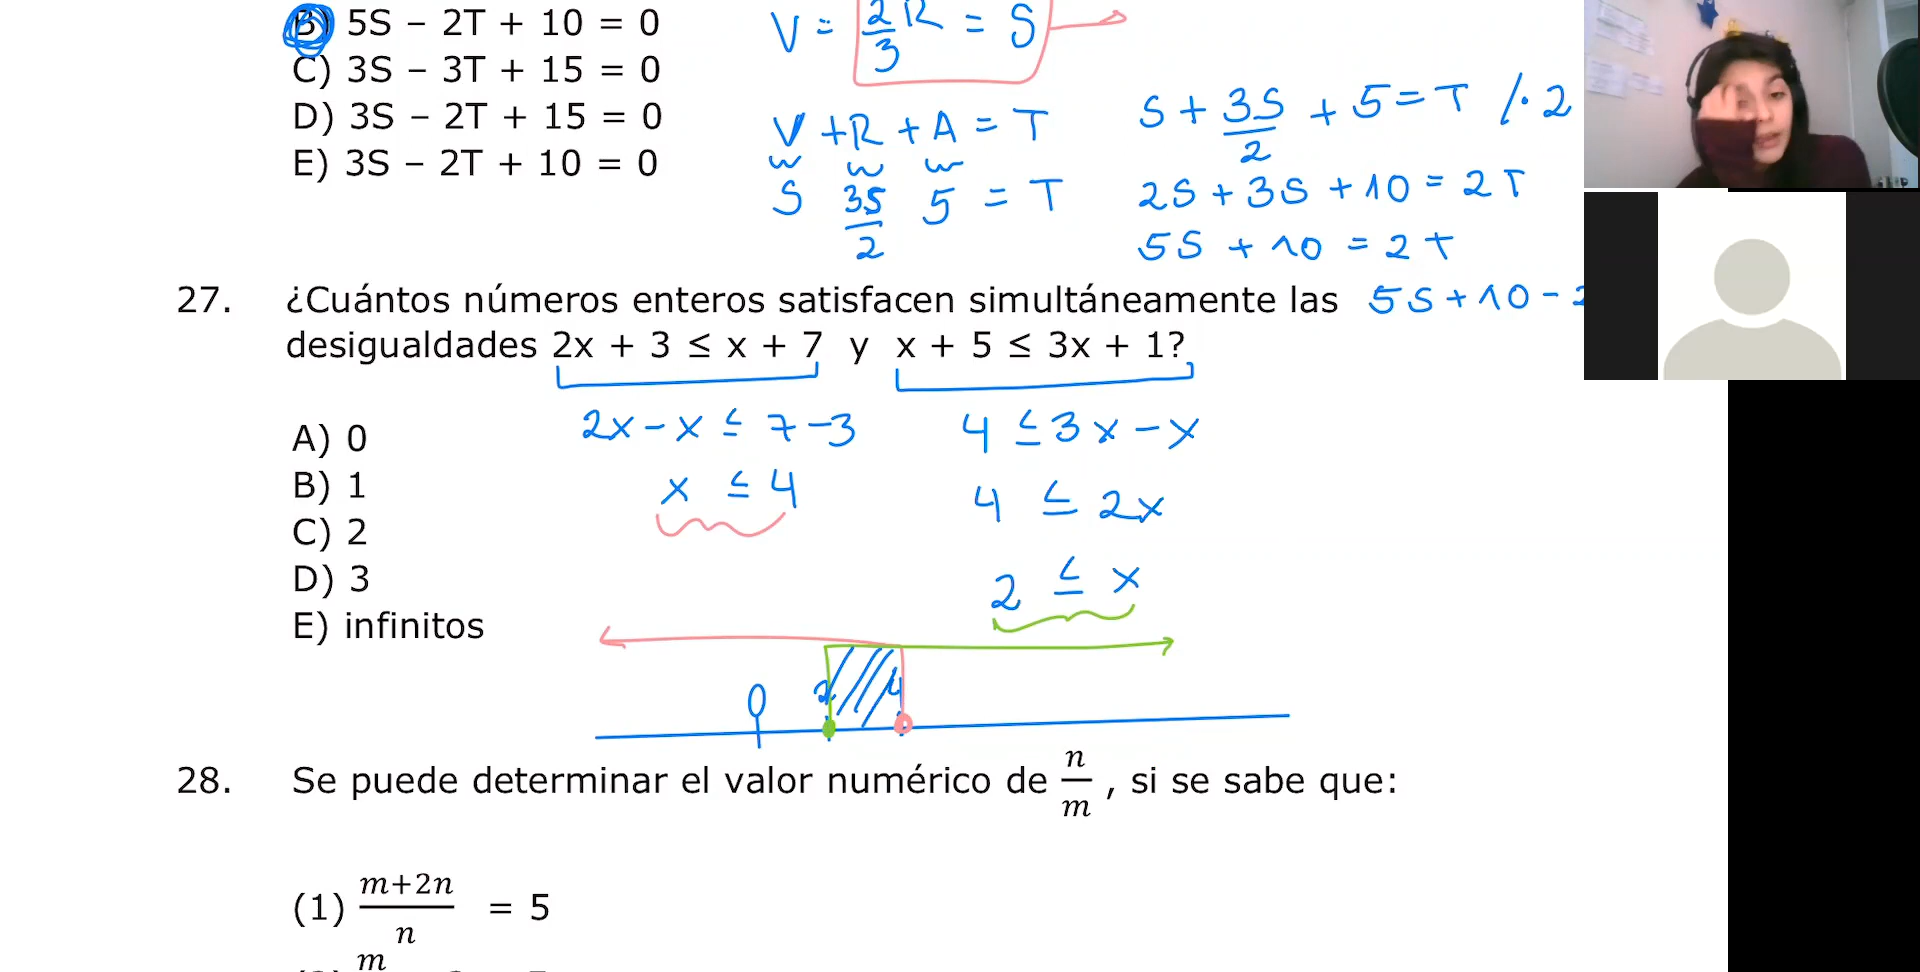 B) 5S – 2T + 10 = 0
C) 3S – 3T + 15 = 0
D) 3S – 2T + 15 = 0
E) 3S – 2T + 10 = 0
V = 2/3 R = S
V + R + A = T
S 3S/2 5 = T
S + 3S/2 + 5 = T /· 2
2S + 3S + 10 = 2T
5S + 10 = 2T
5S + 10 - 2
27. ¿Cuántos números enteros satisfacen simultáneamente las
desigualdades 2x + 3 ≤ x + 7 y x + 5 ≤ 3x + 1?
A) 0
B) 1
C) 2
D) 3
E) infinitos
2x - x ≤ 7 - 3
x ≤ 4
4 ≤ 3x - x
4 ≤ 2x
2 ≤ x
0 2 4
28. Se puede determinar el valor numérico de n/m , si se sabe que:
(1) m+2n/n = 5
m